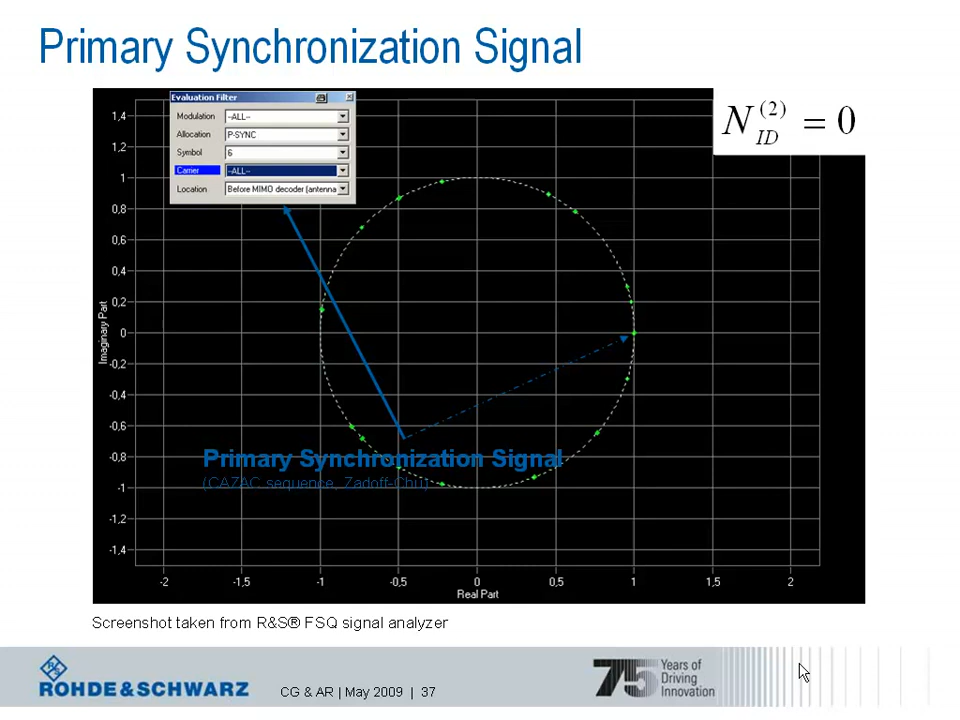 Primary Synchronization Signal
Evaluation Filter
Modulation -ALL-
Allocation P-SYNC
Symbol 6
Carrier -ALL-
Location Before MIMO decoder (antenna
N (2) ID = 0
1,4
1,2
1
0,8
0,6
0,4
0,2
0
-0,2
-0,4
-0,6
-0,8
-1
-1,2
-1,4
Imaginary Part
Primary Synchronization Signal
(CAZAC sequence, Zadoff-Chu)
-2 -1,5 -1 -0,5 0 0,5 1 1,5 2
Real Part
Screenshot taken from R&S® FSQ signal analyzer
R&S
ROHDE&SCHWARZ
CG & AR | May 2009 | 37
75 Years of
Driving
Innovation